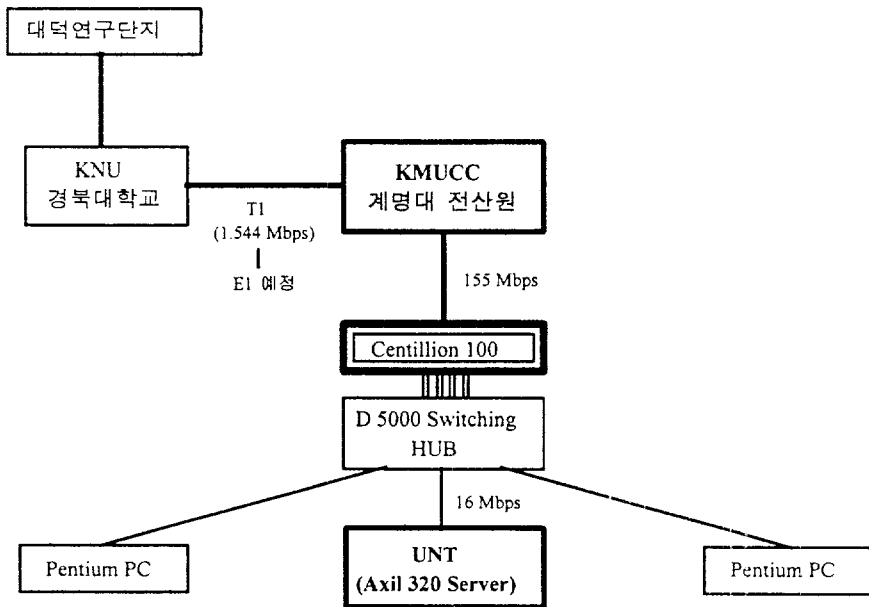 대덕연구단지
KNU
경북대학교
KMUCC
계명대 전산원
T1
(1.544 Mbps)
E1 예정
155 Mbps
Centillion 100
D 5000 Switching
HUB
16 Mbps
Pentium PC
UNT
(Axil 320 Server)
Pentium PC